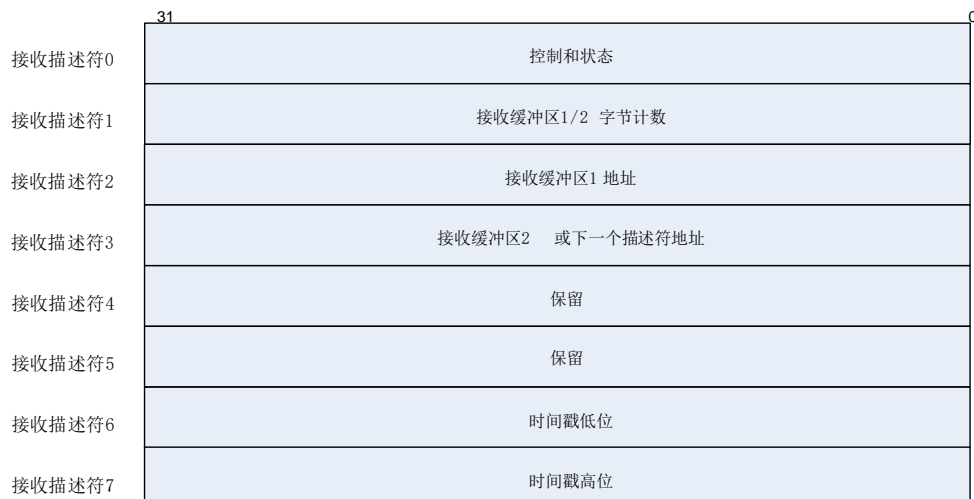 31 0
接收描述符0 控制和状态
接收描述符1 接收缓冲区1/2 字节计数
接收描述符2 接收缓冲区1 地址
接收描述符3 接收缓冲区2 或下一个描述符地址
接收描述符4 保留
接收描述符5 保留
接收描述符6 时间戳低位
接收描述符7 时间戳高位